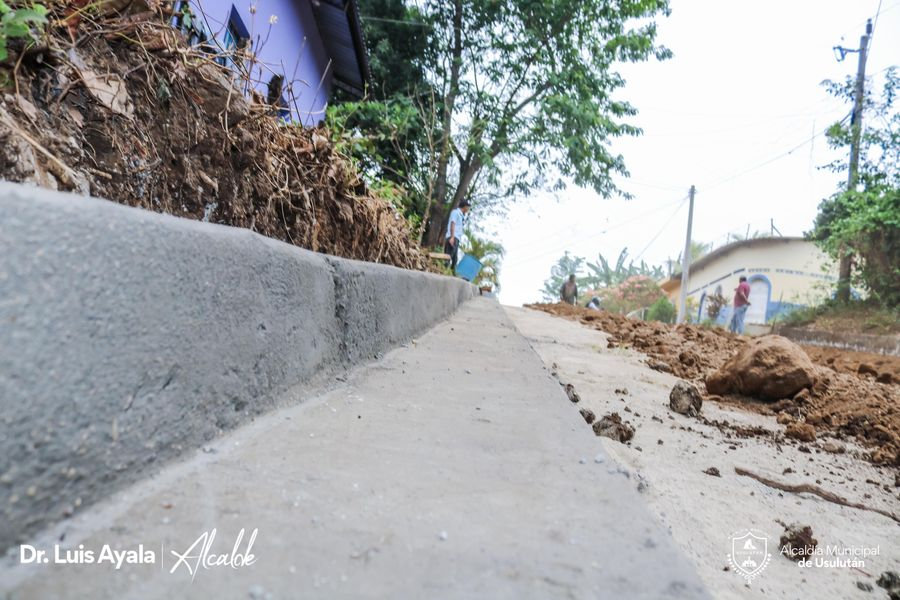 Dr. Luis Ayala | Alcalde
Alcaldía Municipal
de Usulután